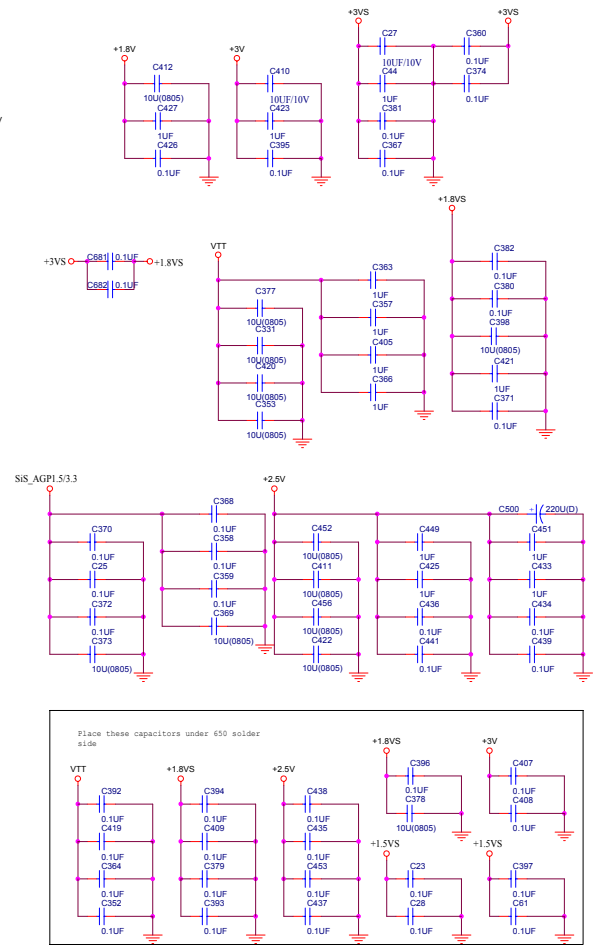 +3VS
+3VS
C27
C360
+1.8V
+3V
0.1UF
C412
C410
10UF/10V
C44
C374
10U(0805)
10UF/10V
1UF
0.1UF
C427
C423
C381
1UF
1UF
0.1UF
C426
C395
C367
0.1UF
0.1UF
0.1UF
+1.8VS
VTT
C382
+3VS
C681
0.1UF
+1.8VS
C363
0.1UF
C682
0.1UF
C377
1UF
C380
C357
0.1UF
10U(0805)
C398
C331
1UF
C405
10U(0805)
10U(0805)
C421
C420
1UF
C366
1UF
10U(0805)
C371
C353
1UF
0.1UF
10U(0805)
SiS_AGP1.5/3.3
+2.5V
C368
C500
+
220U(D)
C370
0.1UF
C452
C449
C451
C358
0.1UF
10U(0805)
1UF
1UF
C25
0.1UF
C411
C425
C433
C359
0.1UF
10U(0805)
1UF
1UF
C372
0.1UF
C456
C436
C434
C369
0.1UF
10U(0805)
0.1UF
0.1UF
C373
10U(0805)
C422
C441
C439
10U(0805)
10U(0805)
0.1UF
0.1UF
Place these capacitors under 650 solder
side
+1.8VS
+3V
VTT
+1.8VS
+2.5V
C396
C407
C392
C394
C438
0.1UF
0.1UF
C378
C408
0.1UF
0.1UF
0.1UF
10U(0805)
0.1UF
C419
C409
C435
+1.5VS
+1.5VS
0.1UF
0.1UF
0.1UF
C364
C379
C453
C23
C397
0.1UF
0.1UF
0.1UF
0.1UF
0.1UF
C352
C393
C437
C28
C61
0.1UF
0.1UF
0.1UF
0.1UF
0.1UF